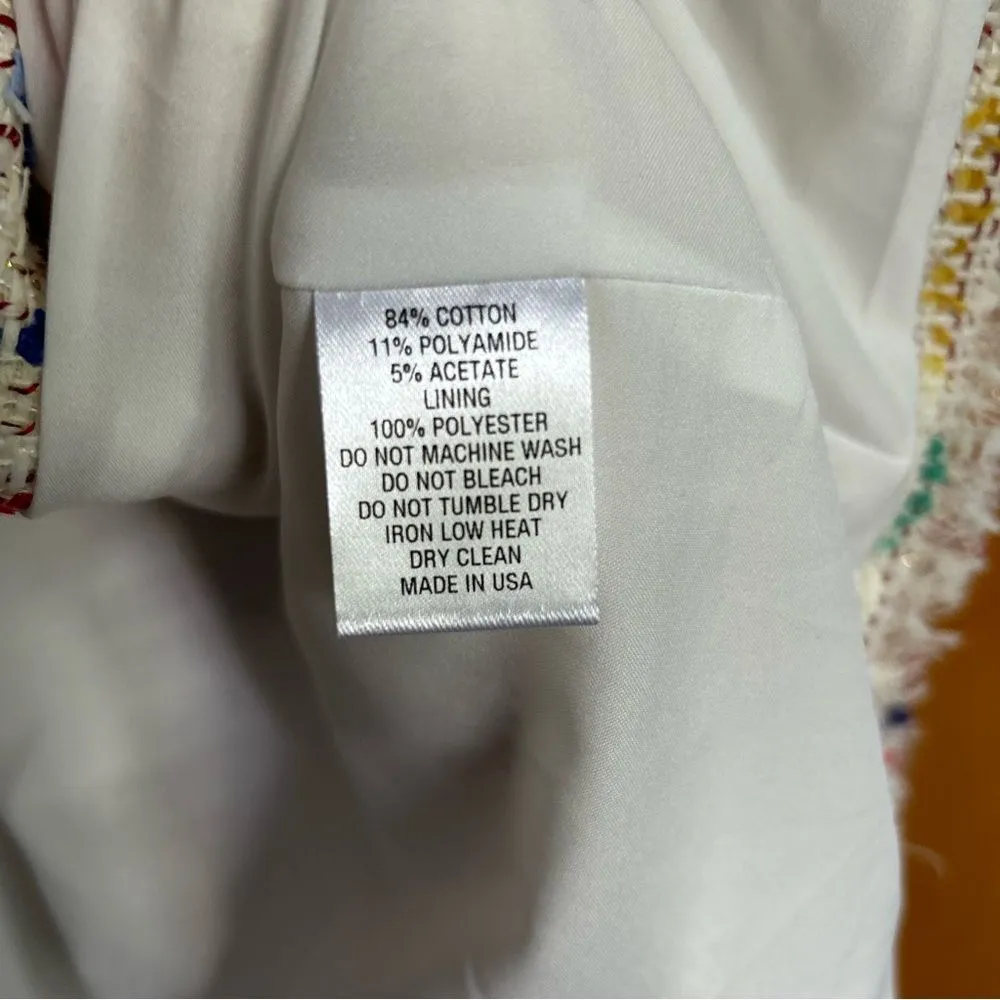 84% COTTON
11% POLYAMIDE
5% ACETATE
LINING
100% POLYESTER
DO NOT MACHINE WASH
DO NOT BLEACH
DO NOT TUMBLE DRY
IRON LOW HEAT
DRY CLEAN
MADE IN USA